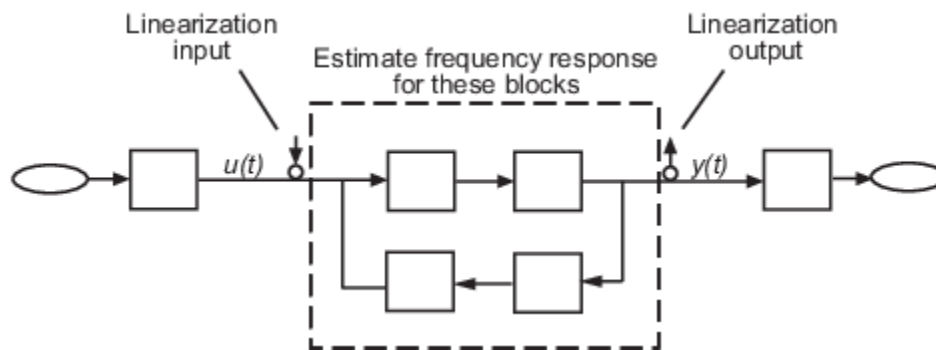 Linearization
input
Estimate frequency response
for these blocks
Linearization
output
u(t)
y(t)